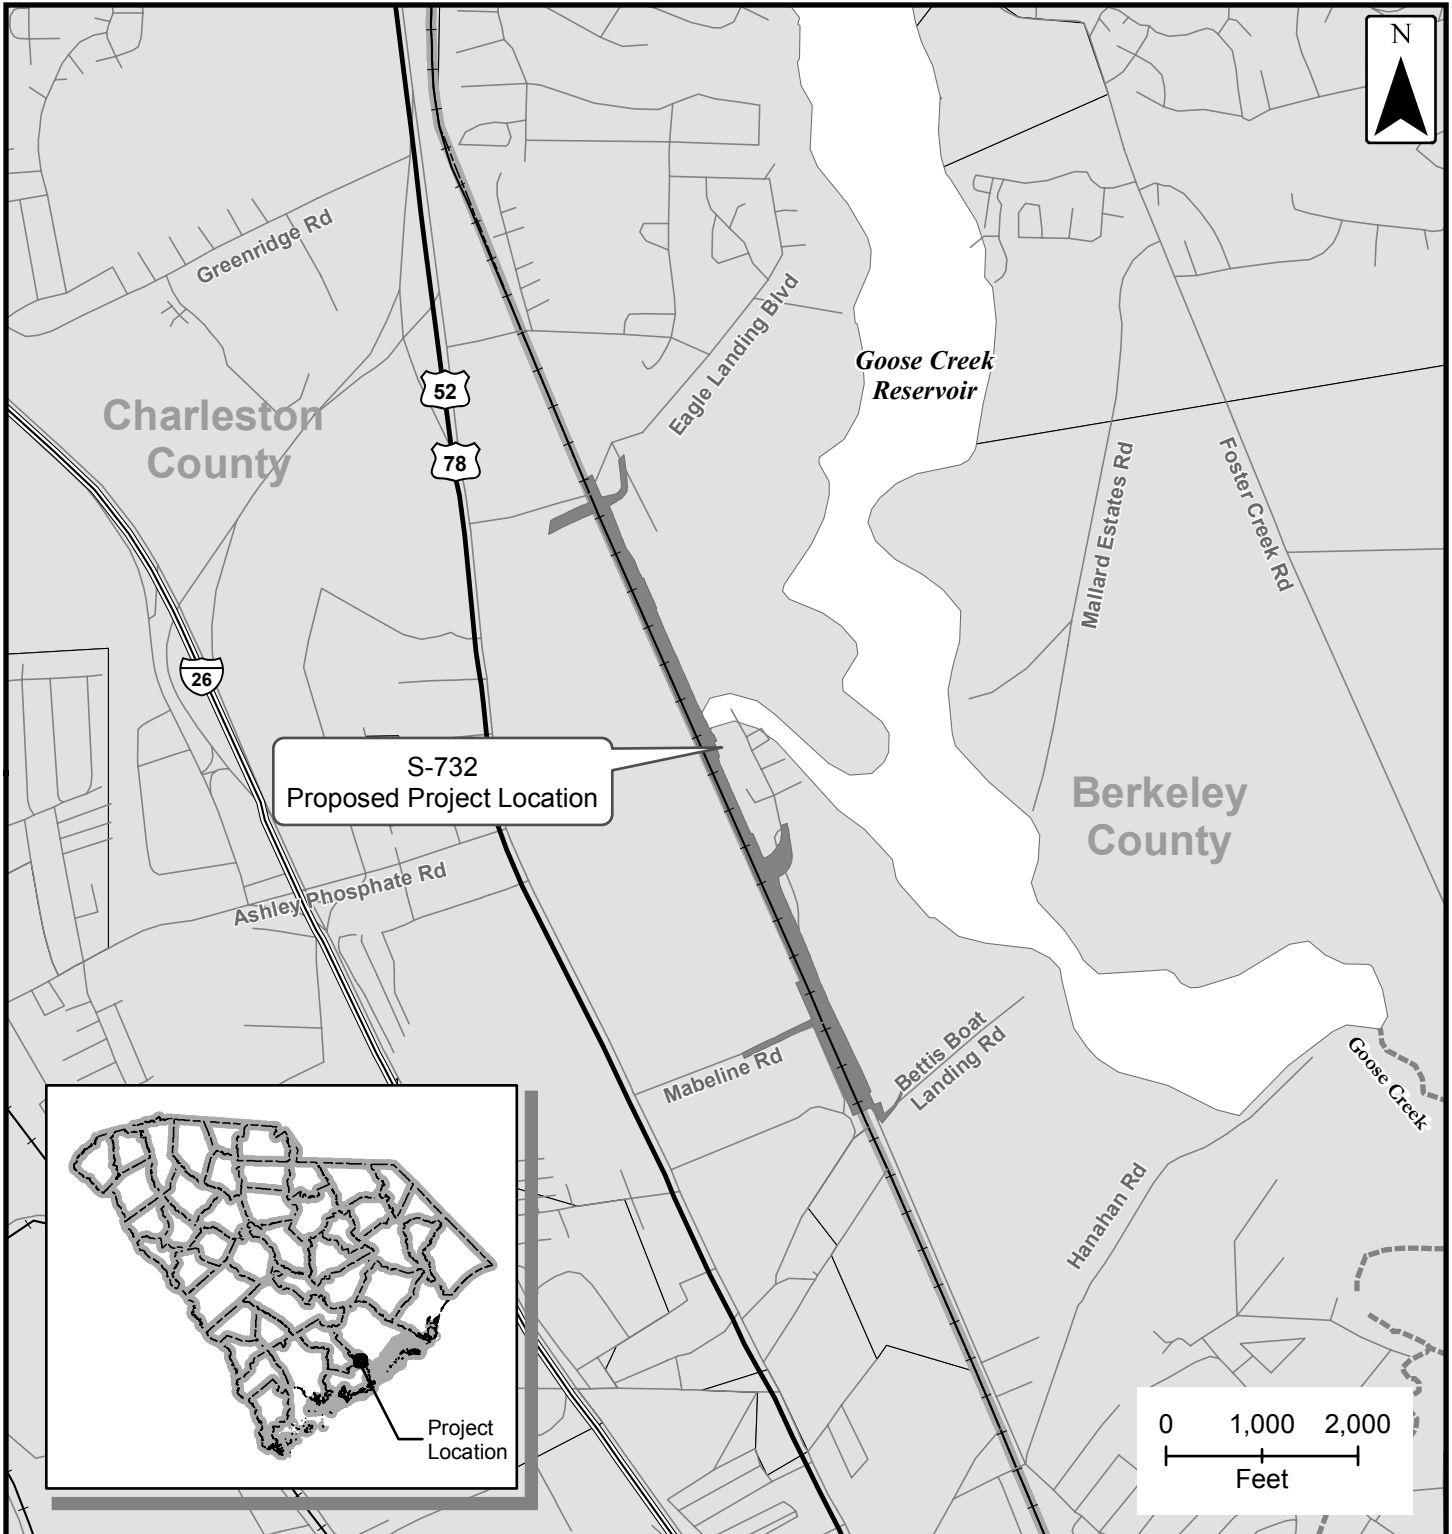 N
Greenridge Rd
Eagle Landing Blvd
Goose Creek
Reservoir
52
Charleston
County
78
Mallard Estates Rd
Foster Creek Rd
26
S-732
Proposed Project Location
Berkeley
County
Ashley Phosphate Rd
Mabeline Rd
Bettis Boat
Landing Rd
Goose Creek
Hanahan Rd
Project
Location
0 1,000 2,000
Feet